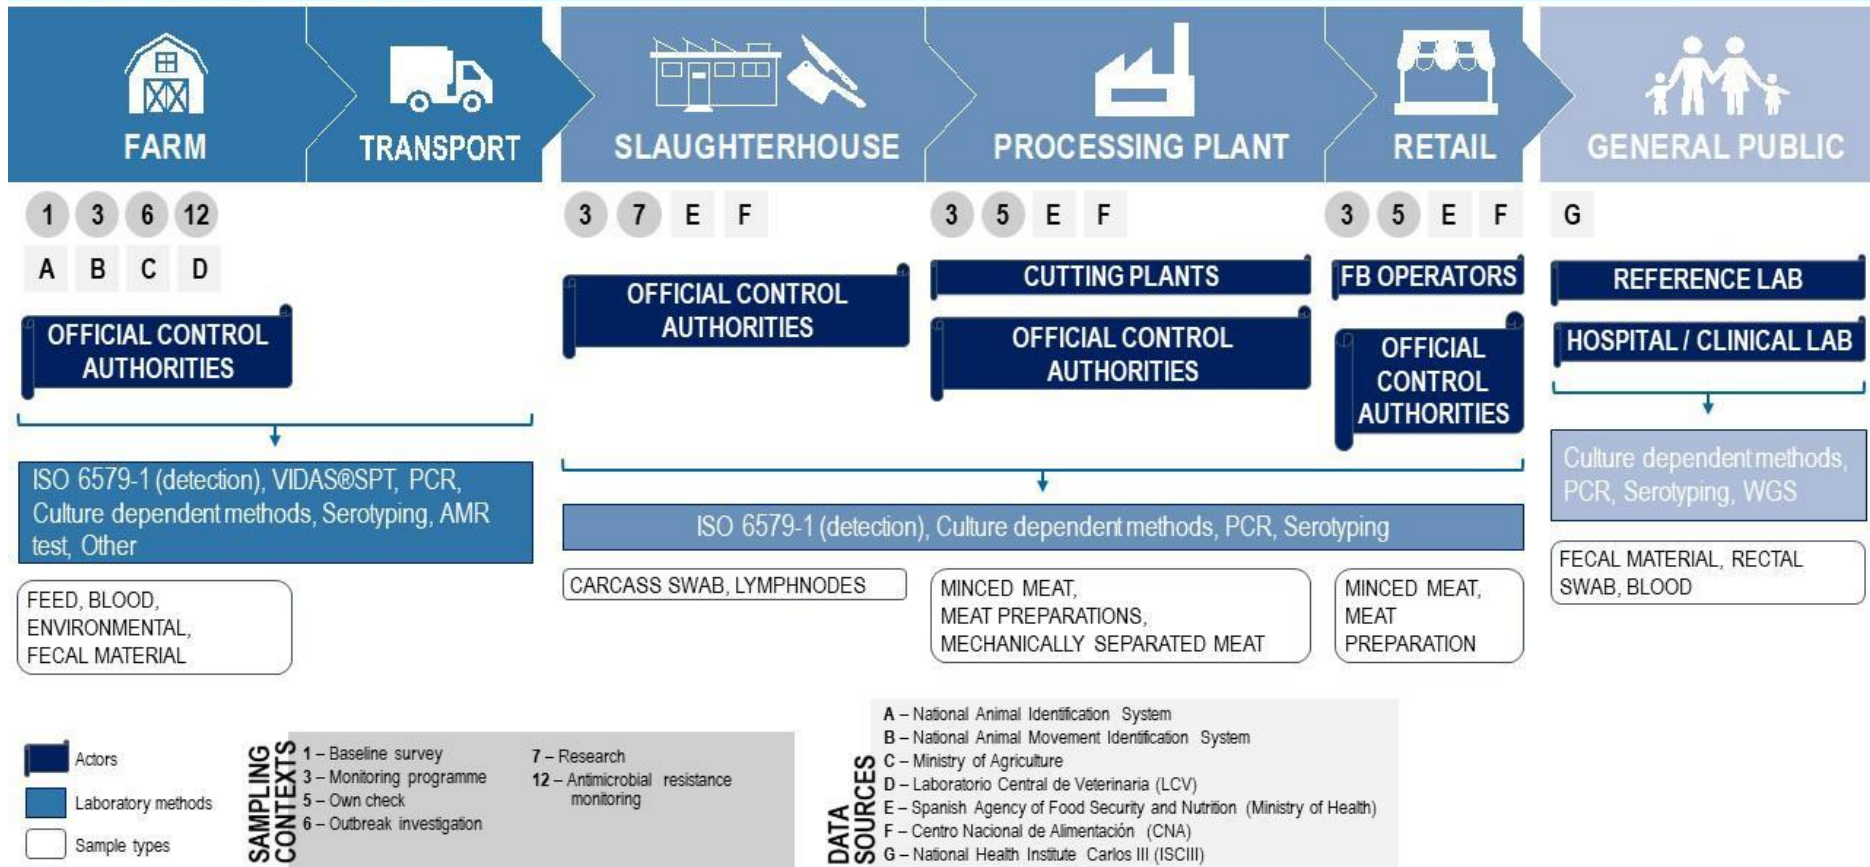 FARM
TRANSPORT
SLAUGHTERHOUSE
PROCESSING PLANT
RETAIL
GENERAL PUBLIC
1 3 6 12
A B C D
3 7 E F
3 5 E F
3 5 E F
G
OFFICIAL CONTROL
AUTHORITIES
OFFICIAL CONTROL
AUTHORITIES
CUTTING PLANTS
OFFICIAL CONTROL
AUTHORITIES
FB OPERATORS
OFFICIAL
CONTROL
AUTHORITIES
REFERENCE LAB
HOSPITAL / CLINICAL LAB
ISO 6579-1 (detection), VIDAS®SPT, PCR,
Culture dependent methods, Serotyping, AMR
test, Other
ISO 6579-1 (detection), Culture dependent methods, PCR, Serotyping
Culture dependent methods,
PCR, Serotyping, WGS
FEED, BLOOD,
ENVIRONMENTAL,
FECAL MATERIAL
CARCASS SWAB, LYMPHNODES
MINCED MEAT,
MEAT PREPARATIONS,
MECHANICALLY SEPARATED MEAT
MINCED MEAT,
MEAT
PREPARATION
FECAL MATERIAL, RECTAL
SWAB, BLOOD
Actors
Laboratory methods
Sample types
SAMPLING
CONTEXTS
1 – Baseline survey
3 – Monitoring programme
5 – Own check
6 – Outbreak investigation
7 – Research
12 – Antimicrobial resistance
monitoring
DATA
SOURCES
A – National Animal Identification System
B – National Animal Movement Identification System
C – Ministry of Agriculture
D – Laboratorio Central de Veterinaria (LCV)
E – Spanish Agency of Food Security and Nutrition (Ministry of Health)
F – Centro Nacional de Alimentación (CNA)
G – National Health Institute Carlos III (ISCIII)